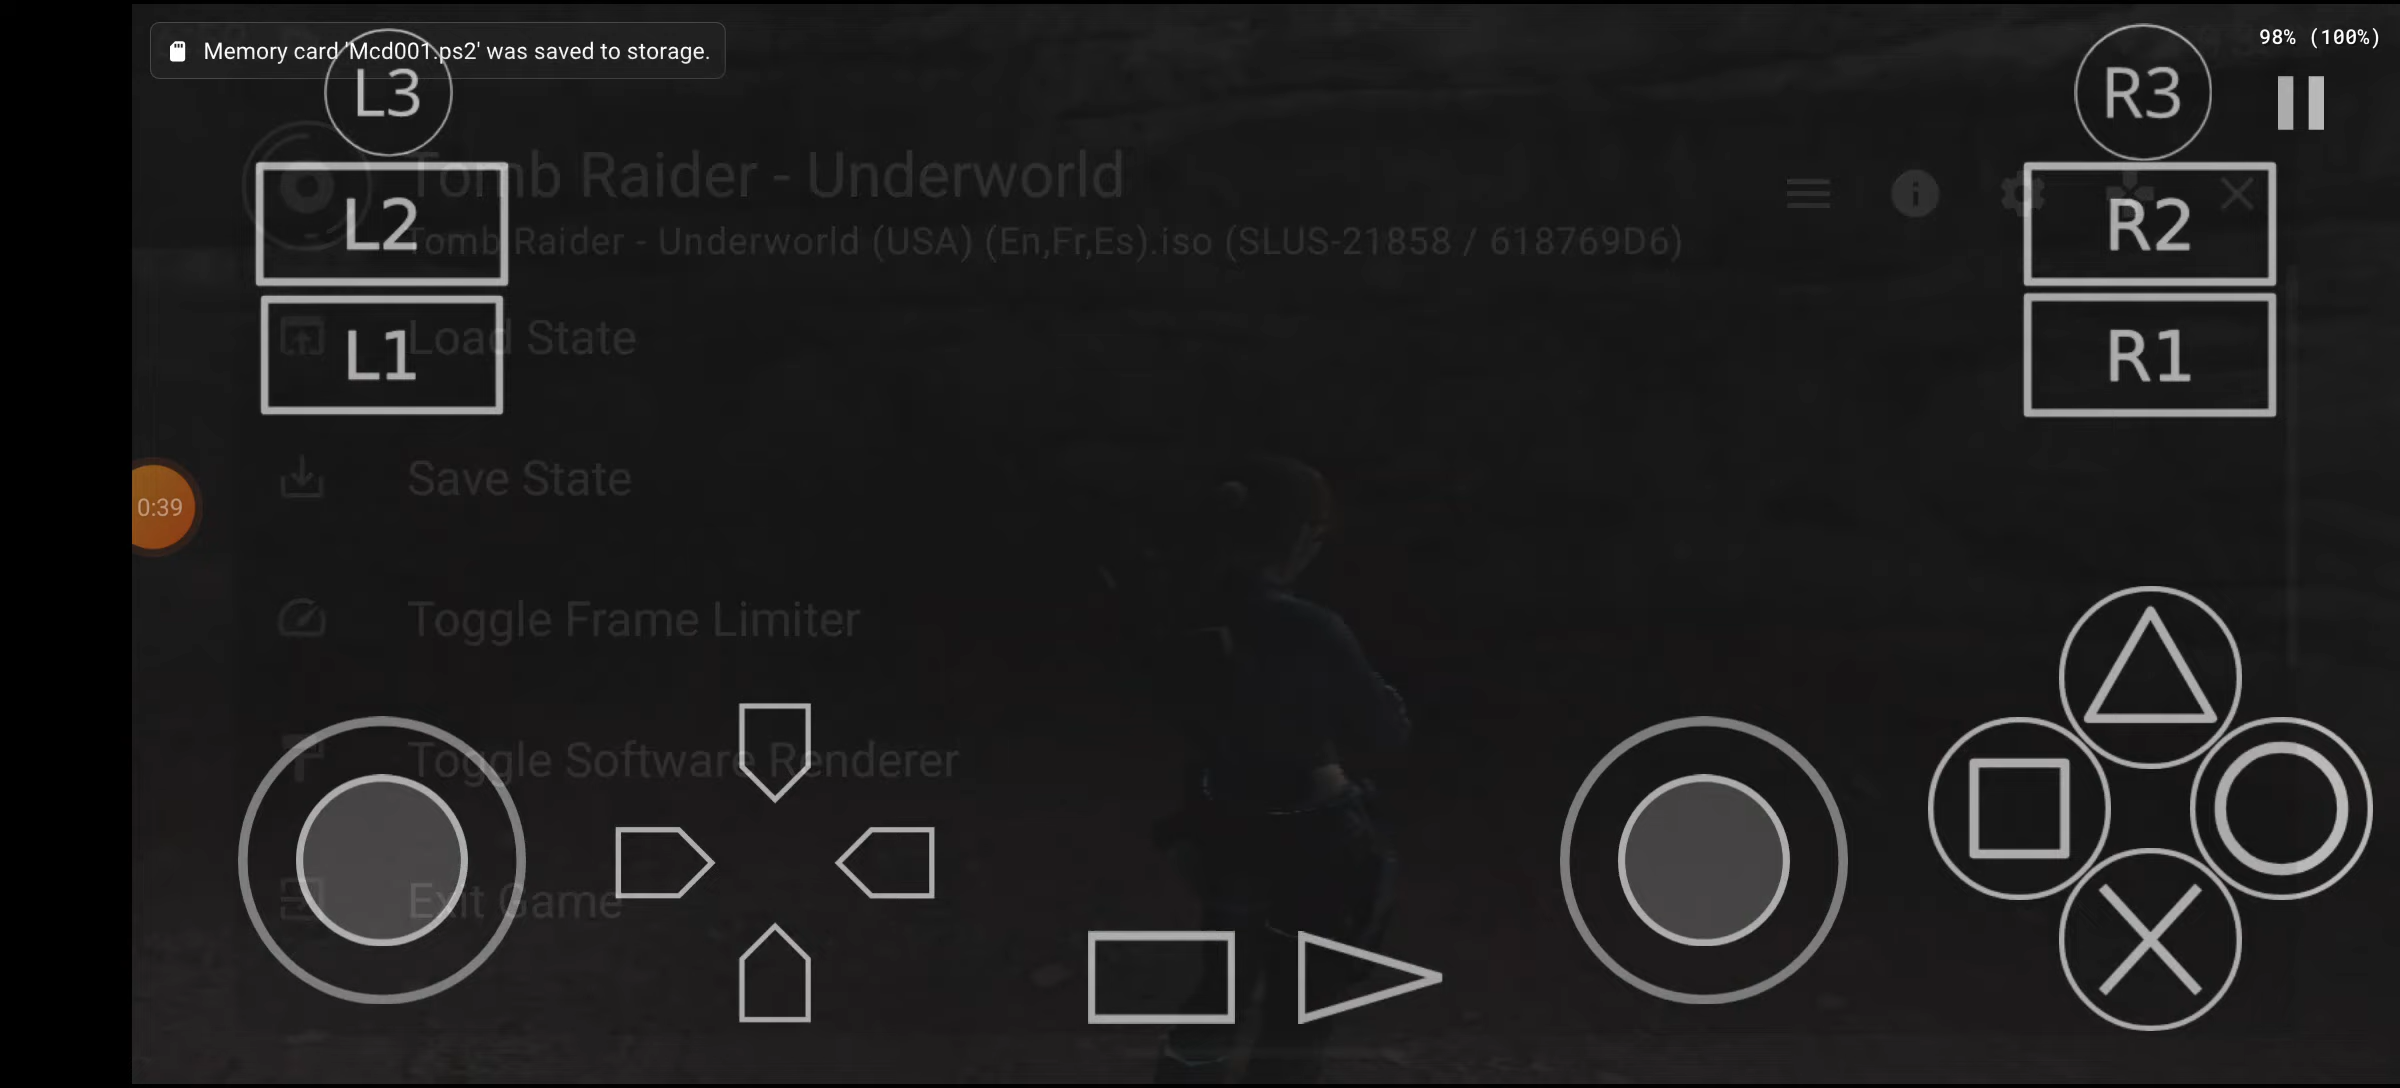 Memory card 'Mcd001.ps2' was saved to storage.
98% (100%)
L3
R3
Tomb Raider - Underworld
L2
R2
Tomb Raider - Underworld (USA) (En,Fr,Es).iso (SLUS-21858 / 618769D6)
Load State
L1
R1
Save State
0:39
Toggle Frame Limiter
Toggle Software Renderer
Exit Game